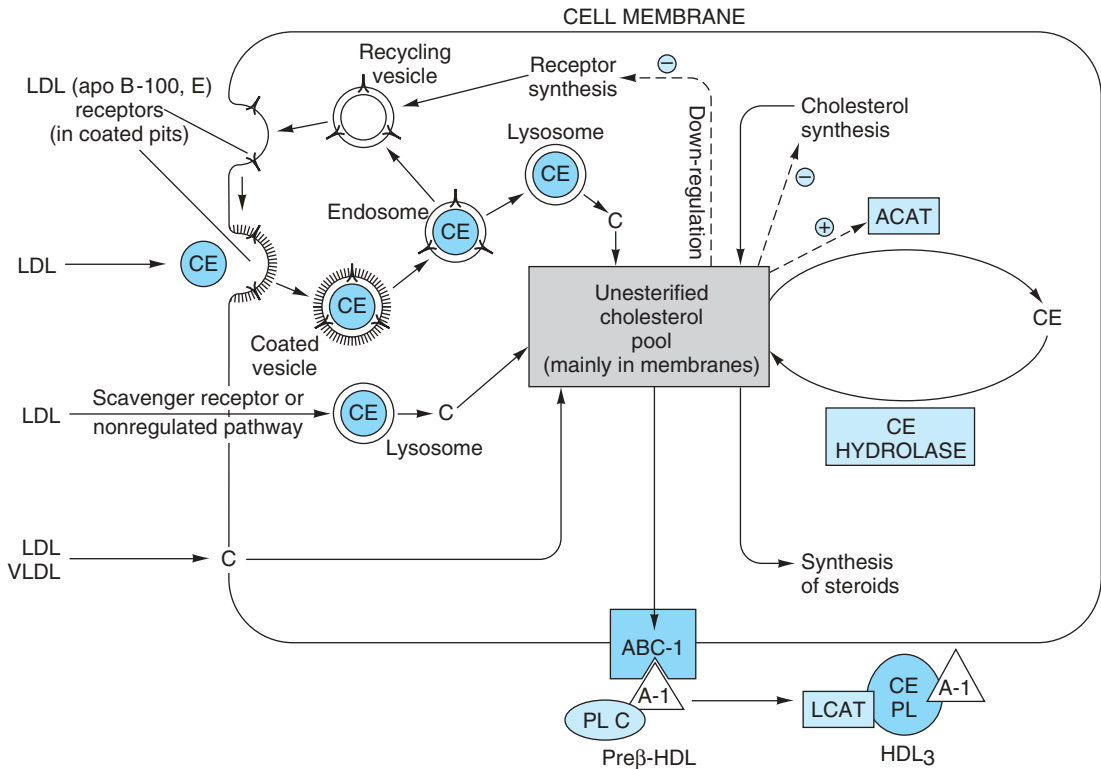 CELL MEMBRANE
LDL (apo B-100, E)
receptors
(in coated pits)
Recycling
vesicle
Receptor
synthesis
−
Down-regulation
Cholesterol
synthesis
−
Lysosome
CE
C
Endosome
CE
+
ACAT
LDL
CE
CE
Coated
vesicle
Unesterified
cholesterol
pool
(mainly in membranes)
CE
LDL
Scavenger receptor or
nonregulated pathway
CE
C
Lysosome
CE
HYDROLASE
LDL
VLDL
C
Synthesis
of steroids
ABC-1
A-1
PL C
Preβ-HDL
LCAT
CE
PL
A-1
HDL3